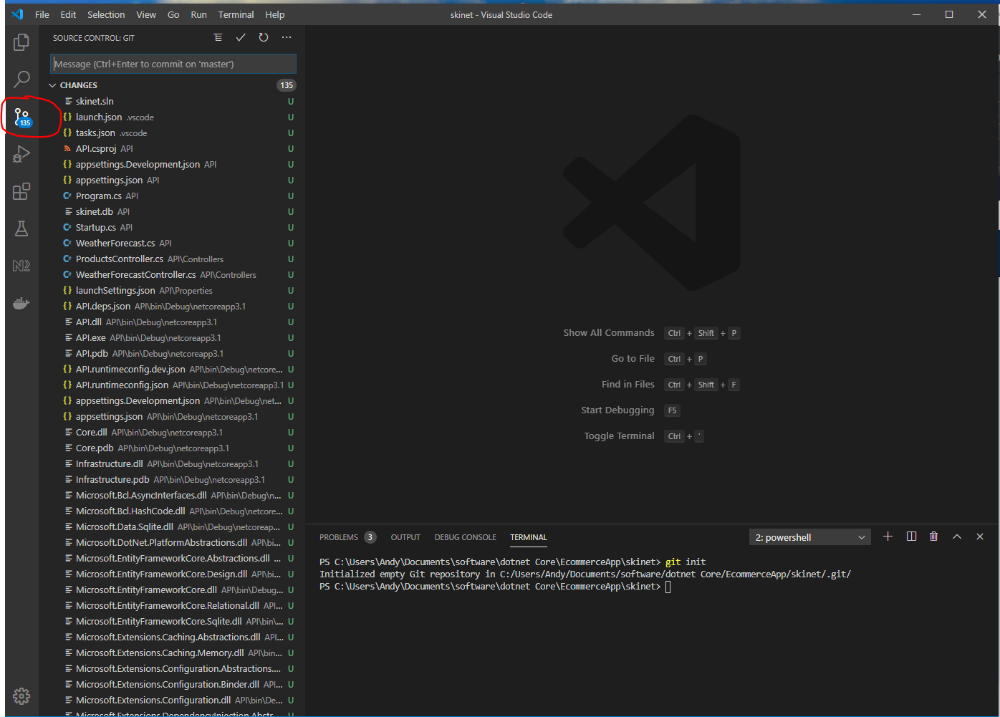 File Edit Selection View Go Run Terminal Help
skinet - Visual Studio Code
SOURCE CONTROL: GIT
Message (Ctrl+Enter to commit on 'master')
CHANGES 135
135
skinet.sln U
launch.json .vscode U
tasks.json .vscode U
API.csproj API U
appsettings.Development.json API U
appsettings.json API U
Program.cs API U
skinet.db API U
Startup.cs API U
WeatherForecast.cs API U
ProductsController.cs API\Controllers U
WeatherForecastController.cs API\Controllers U
launchSettings.json API\Properties U
API.deps.json API\bin\Debug\netcoreapp3.1 U
API.dll API\bin\Debug\netcoreapp3.1 U
API.exe API\bin\Debug\netcoreapp3.1 U
API.pdb API\bin\Debug\netcoreapp3.1 U
API.runtimeconfig.dev.json API\bin\Debug\netcore... U
API.runtimeconfig.json API\bin\Debug\netcoreapp3.1 U
appsettings.Development.json API\bin\Debug\net... U
appsettings.json API\bin\Debug\netcoreapp3.1 U
Core.dll API\bin\Debug\netcoreapp3.1 U
Core.pdb API\bin\Debug\netcoreapp3.1 U
Infrastructure.dll API\bin\Debug\netcoreapp3.1 U
Infrastructure.pdb API\bin\Debug\netcoreapp3.1 U
Microsoft.Bcl.AsyncInterfaces.dll API\bin\Debug\n... U
Microsoft.Bcl.HashCode.dll API\bin\Debug\netcore... U
Microsoft.Data.Sqlite.dll API\bin\Debug\netcoreap... U
Microsoft.DotNet.PlatformAbstractions.dll API\bi... U
Microsoft.EntityFrameworkCore.Abstractions.dll ... U
Microsoft.EntityFrameworkCore.Design.dll API\bi... U
Microsoft.EntityFrameworkCore.dll API\bin\Debug... U
Microsoft.EntityFrameworkCore.Relational.dll API... U
Microsoft.EntityFrameworkCore.Sqlite.dll API\bin\... U
Microsoft.Extensions.Caching.Abstractions.dll API... U
Microsoft.Extensions.Caching.Memory.dll API\bin... U
Microsoft.Extensions.Configuration.Abstractions.... U
Microsoft.Extensions.Configuration.Binder.dll API... U
Microsoft.Extensions.Configuration.dll API\bin\De... U
Microsoft.Extensions.DependencyInjection.Abstr...
Show All Commands Ctrl + Shift + P
Go to File Ctrl + P
Find in Files Ctrl + Shift + F
Start Debugging F5
Toggle Terminal Ctrl + `
PROBLEMS 3 OUTPUT DEBUG CONSOLE TERMINAL 2: powershell
PS C:\Users\Andy\Documents\software\dotnet Core\EcommerceApp\skinet> git init
Initialized empty Git repository in C:/Users/Andy/Documents/software/dotnet Core/EcommerceApp/skinet/.git/
PS C:\Users\Andy\Documents\software\dotnet Core\EcommerceApp\skinet>